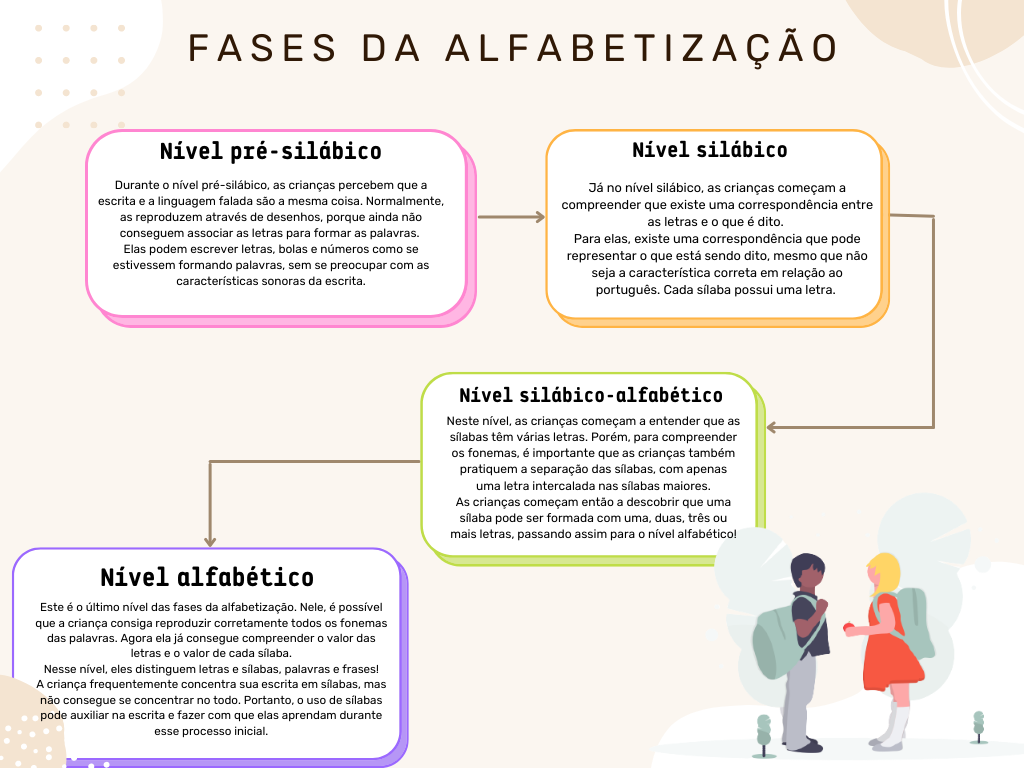 FASES DA ALFABETIZAÇÃO
Nível pré-silábico
Durante o nível pré-silábico, as crianças percebem que a
escrita e a linguagem falada são a mesma coisa. Normalmente,
as reproduzem através de desenhos, porque ainda não
conseguem associar as letras para formar as palavras.
Elas podem escrever letras, bolas e números como se
estivessem formando palavras, sem se preocupar com as
características sonoras da escrita.
Nível silábico
Já no nível silábico, as crianças começam a
compreender que existe uma correspondência entre
as letras e o que é dito.
Para elas, existe uma correspondência que pode
representar o que está sendo dito, mesmo que não
seja a característica correta em relação ao
português. Cada sílaba possui uma letra.
Nível silábico-alfabético
Neste nível, as crianças começam a entender que as
sílabas têm várias letras. Porém, para compreender
os fonemas, é importante que as crianças também
pratiquem a separação das sílabas, com apenas
uma letra intercalada nas sílabas maiores.
As crianças começam então a descobrir que uma
sílaba pode ser formada com uma, duas, três ou
mais letras, passando assim para o nível alfabético!
Nível alfabético
Este é o último nível das fases da alfabetização. Nele, é possível
que a criança consiga reproduzir corretamente todos os fonemas
das palavras. Agora ela já consegue compreender o valor das
letras e o valor de cada sílaba.
Nesse nível, eles distinguem letras e sílabas, palavras e frases!
A criança frequentemente concentra sua escrita em sílabas, mas
não consegue se concentrar no todo. Portanto, o uso de sílabas
pode auxiliar na escrita e fazer com que elas aprendam durante
esse processo inicial.